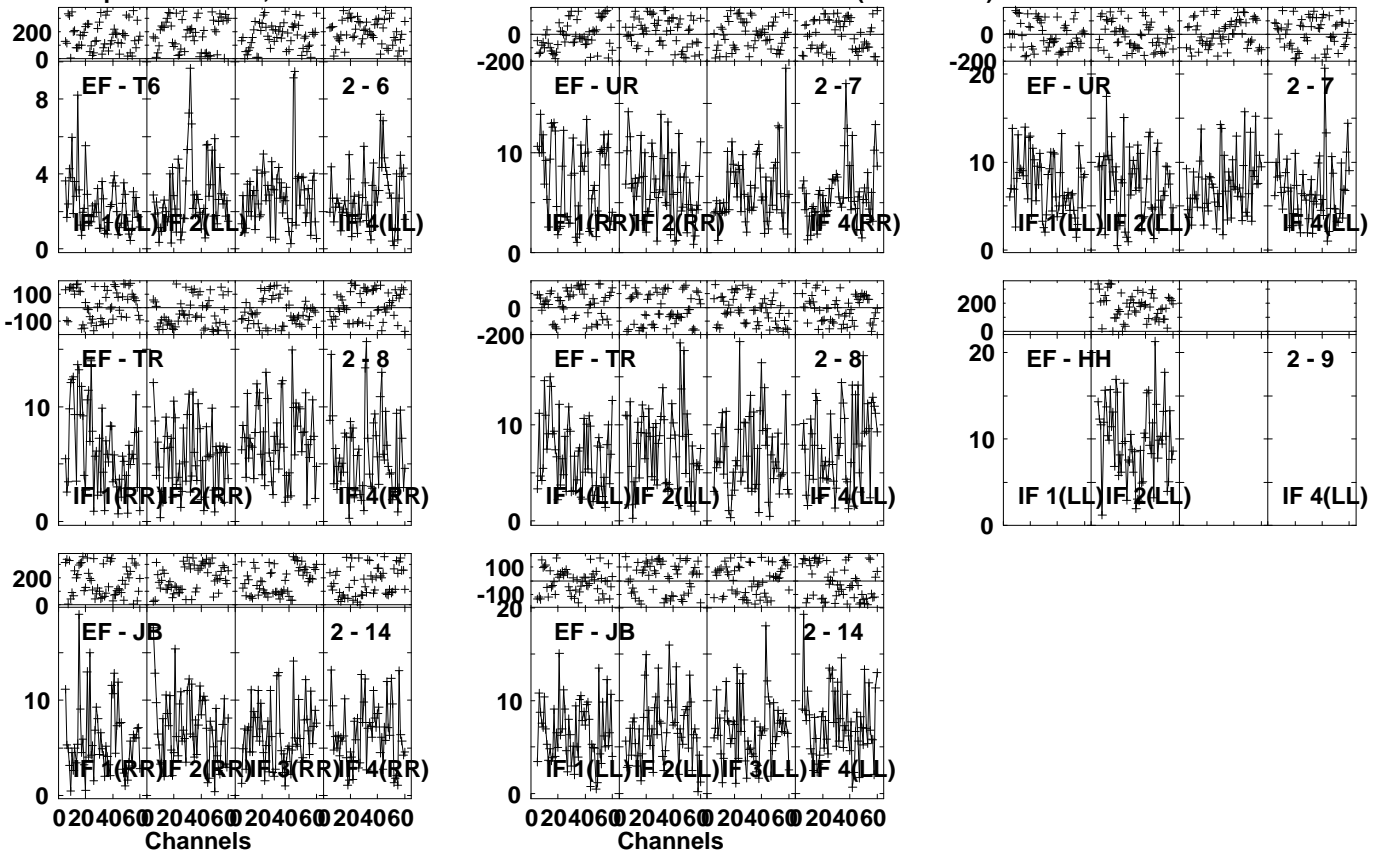 200
0
8
4
0
EF - T6
2 - 6
IF 1(LL)
IF 2(LL)
IF 4(LL)
0
-200
10
0
EF - UR
2 - 7
IF 1(RR)
IF 2(RR)
IF 4(RR)
0
-200
20
10
0
EF - UR
2 - 7
IF 1(LL)
IF 2(LL)
IF 4(LL)
100
-100
10
0
EF - TR
2 - 8
IF 1(RR)
IF 2(RR)
IF 4(RR)
0
-200
10
0
EF - TR
2 - 8
IF 1(LL)
IF 2(LL)
IF 4(LL)
200
0
20
10
0
EF - HH
2 - 9
IF 1(LL)
IF 2(LL)
IF 4(LL)
200
0
10
0
EF - JB
2 - 14
IF 1(RR)
IF 2(RR)
IF 3(RR)
IF 4(RR)
0 20 40 60 0 20 40 60 0 20 40 60 0 20 40 60
Channels
100
-100
20
10
0
EF - JB
2 - 14
IF 1(LL)
IF 2(LL)
IF 3(LL)
IF 4(LL)
0 20 40 60 0 20 40 60 0 20 40 60 0 20 40 60
Channels